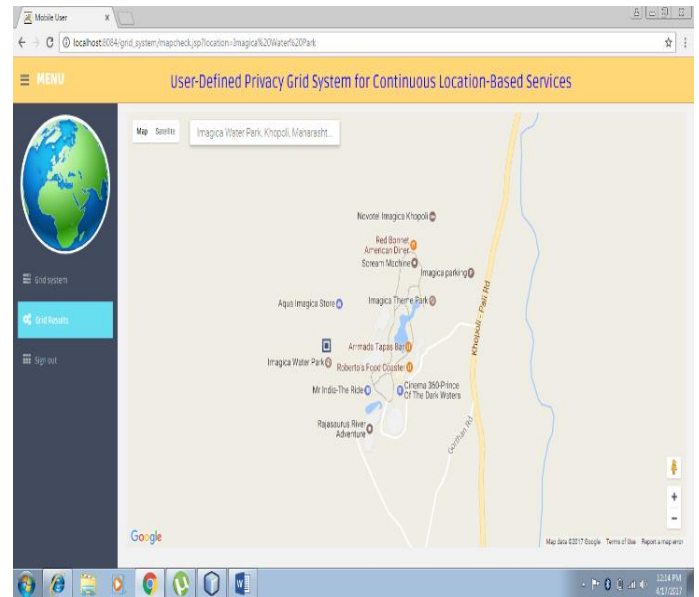 Mobile User
localhost:8084/grid_system/mapcheck.jsp?location=Imagica%20Water%20Park
MENU
User-Defined Privacy Grid System for Continuous Location-Based Services
Map Satellite
Imagica Water Park, Khopoli, Maharasht...
Novotel Imagica Khopoli
Red Bonnet
American Diner
Scream Machine
Imagica parking
Grid system
Aqua Imagica Store
Imagica Theme Park
Khopoli - Pali Rd
Grid Results
Armada Tapas Bar
Sign out
Imagica Water Park
Roberto's Food Coaster
Mr India-The Ride
Cinema 360-Prince
Of The Dark Waters
Rajasaurus River
Adventure
Google
Map data ©2017 Google Terms of Use Report a map error
12:14 PM
4/17/2017